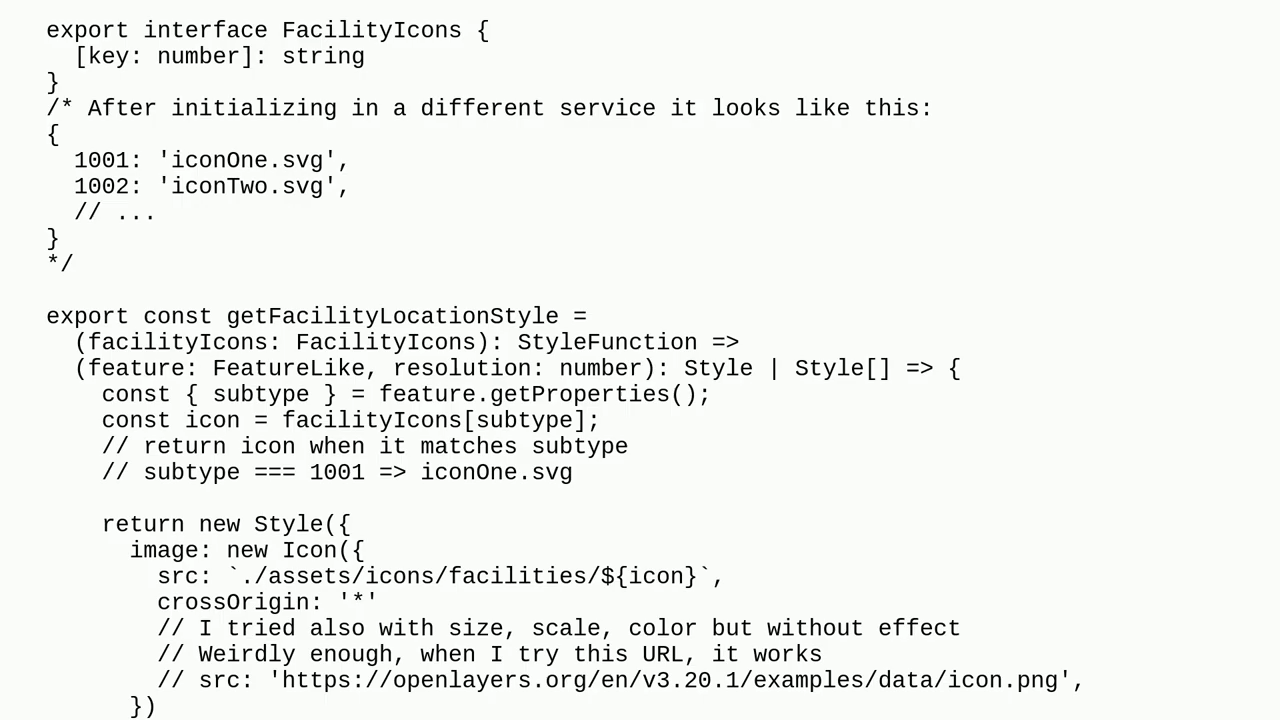 export interface FacilityIcons {
  [key: number]: string
}
/* After initializing in a different service it looks like this:
{
  1001: 'iconOne.svg',
  1002: 'iconTwo.svg',
  // ...
}
*/

export const getFacilityLocationStyle =
  (facilityIcons: FacilityIcons): StyleFunction =>
  (feature: FeatureLike, resolution: number): Style | Style[] => {
    const { subtype } = feature.getProperties();
    const icon = facilityIcons[subtype];
    // return icon when it matches subtype
    // subtype === 1001 => iconOne.svg

    return new Style({
      image: new Icon({
        src: `./assets/icons/facilities/${icon}`,
        crossOrigin: '*'
        // I tried also with size, scale, color but without effect
        // Weirdly enough, when I try this URL, it works
        // src: 'https://openlayers.org/en/v3.20.1/examples/data/icon.png',
      })